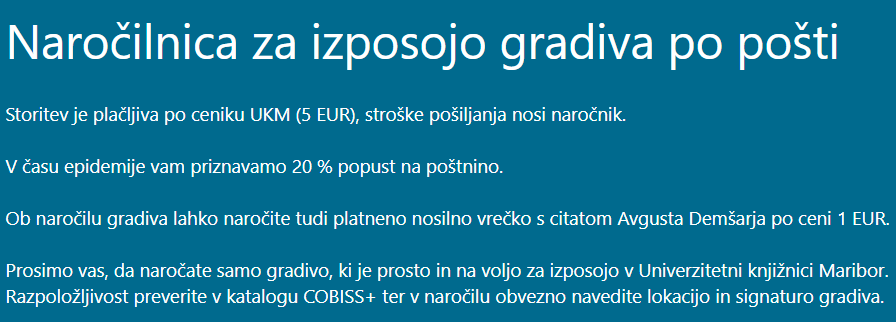 Naročilnica za izposojo gradiva po pošti
Storitev je plačljiva po ceniku UKM (5 EUR), stroške pošiljanja nosi naročnik.
V času epidemije vam priznavamo 20 % popust na poštnino.
Ob naročilu gradiva lahko naročite tudi platneno nosilno vrečko s citatom Avgusta Demšarja po ceni 1 EUR.
Prosimo vas, da naročate samo gradivo, ki je prosto in na voljo za izposojo v Univerzitetni knjižnici Maribor.
Razpoložljivost preverite v katalogu COBISS+ ter v naročilu obvezno navedite lokacijo in signaturo gradiva.